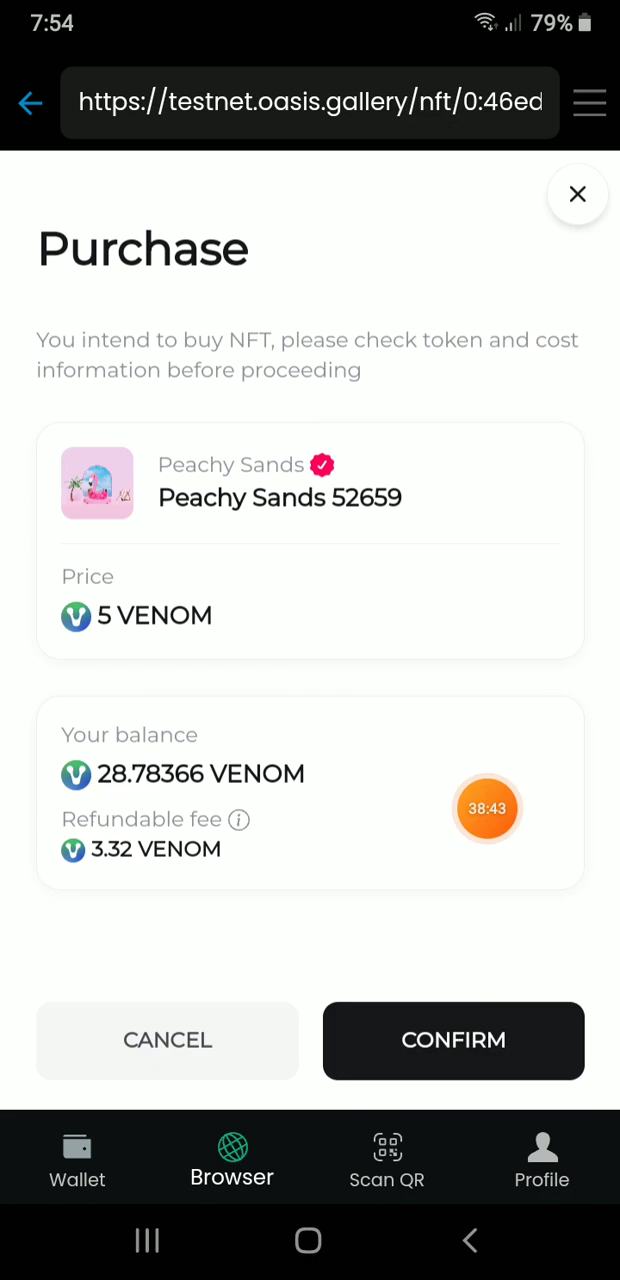 7:54
79%
https://testnet.oasis.gallery/nft/0:46ed
Purchase
You intend to buy NFT, please check token and cost
information before proceeding
Peachy Sands
Peachy Sands 52659
Price
5 VENOM
Your balance
28.78366 VENOM
Refundable fee
3.32 VENOM
38:43
CANCEL
CONFIRM
Wallet
Browser
Scan QR
Profile